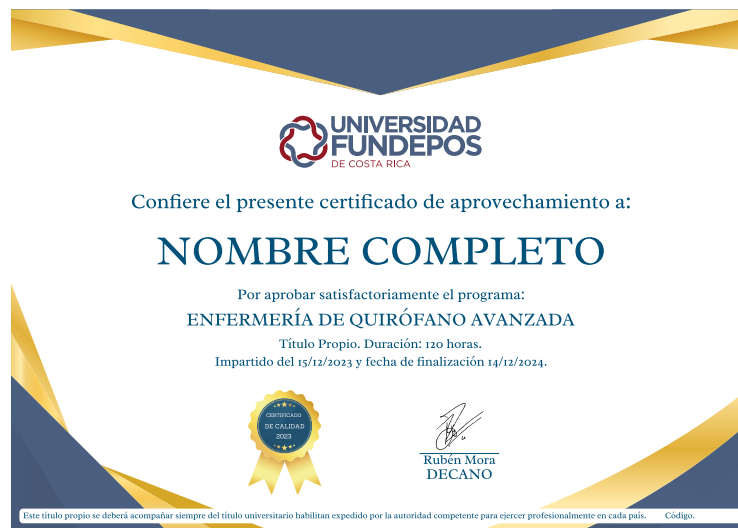 UNIVERSIDAD
FUNDEPOS
DE COSTA RICA
Confiere el presente certificado de aprovechamiento a:
NOMBRE COMPLETO
Por aprobar satisfactoriamente el programa:
ENFERMERÍA DE QUIRÓFANO AVANZADA
Título Propio. Duración: 120 horas.
Impartido del 15/12/2023 y fecha de finalización 14/12/2024.
CERTIFICADO
DE CALIDAD
2023
Rubén Mora
DECANO
Este título propio se deberá acompañar siempre del título universitario habilitan expedido por la autoridad competente para ejercer profesionalmente en cada país. Código.